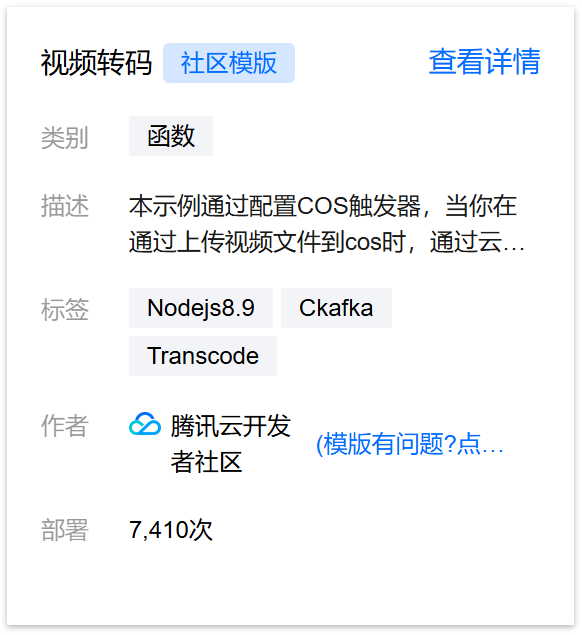 视频转码 社区模版 查看详情
类别 函数
描述 本示例通过配置COS触发器，当你在
通过上传视频文件到cos时，通过云...
标签 Nodejs8.9 Ckafka
Transcode
作者 腾讯云开发
者社区 (模版有问题?点...
部署 7,410次